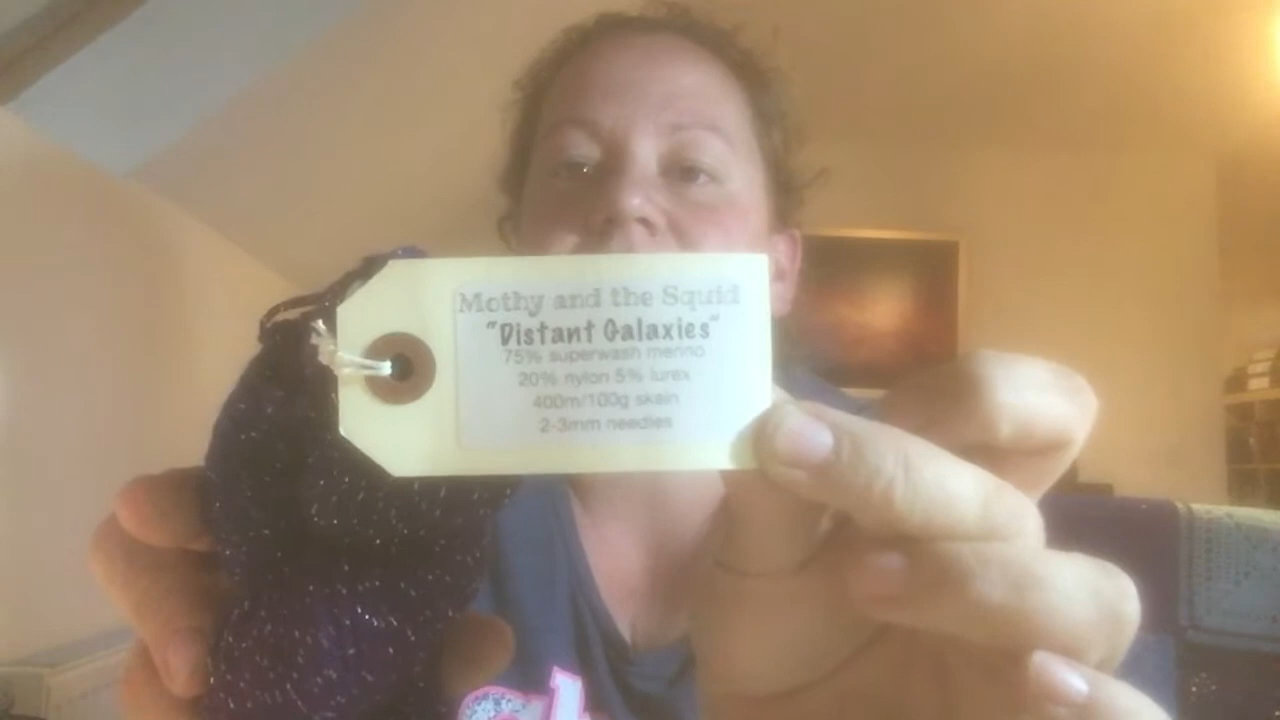 Mothy and the Squid
"Distant Galaxies"
75% superwash merino
20% nylon 5% lurex
400m/100g skein
2-3mm needles